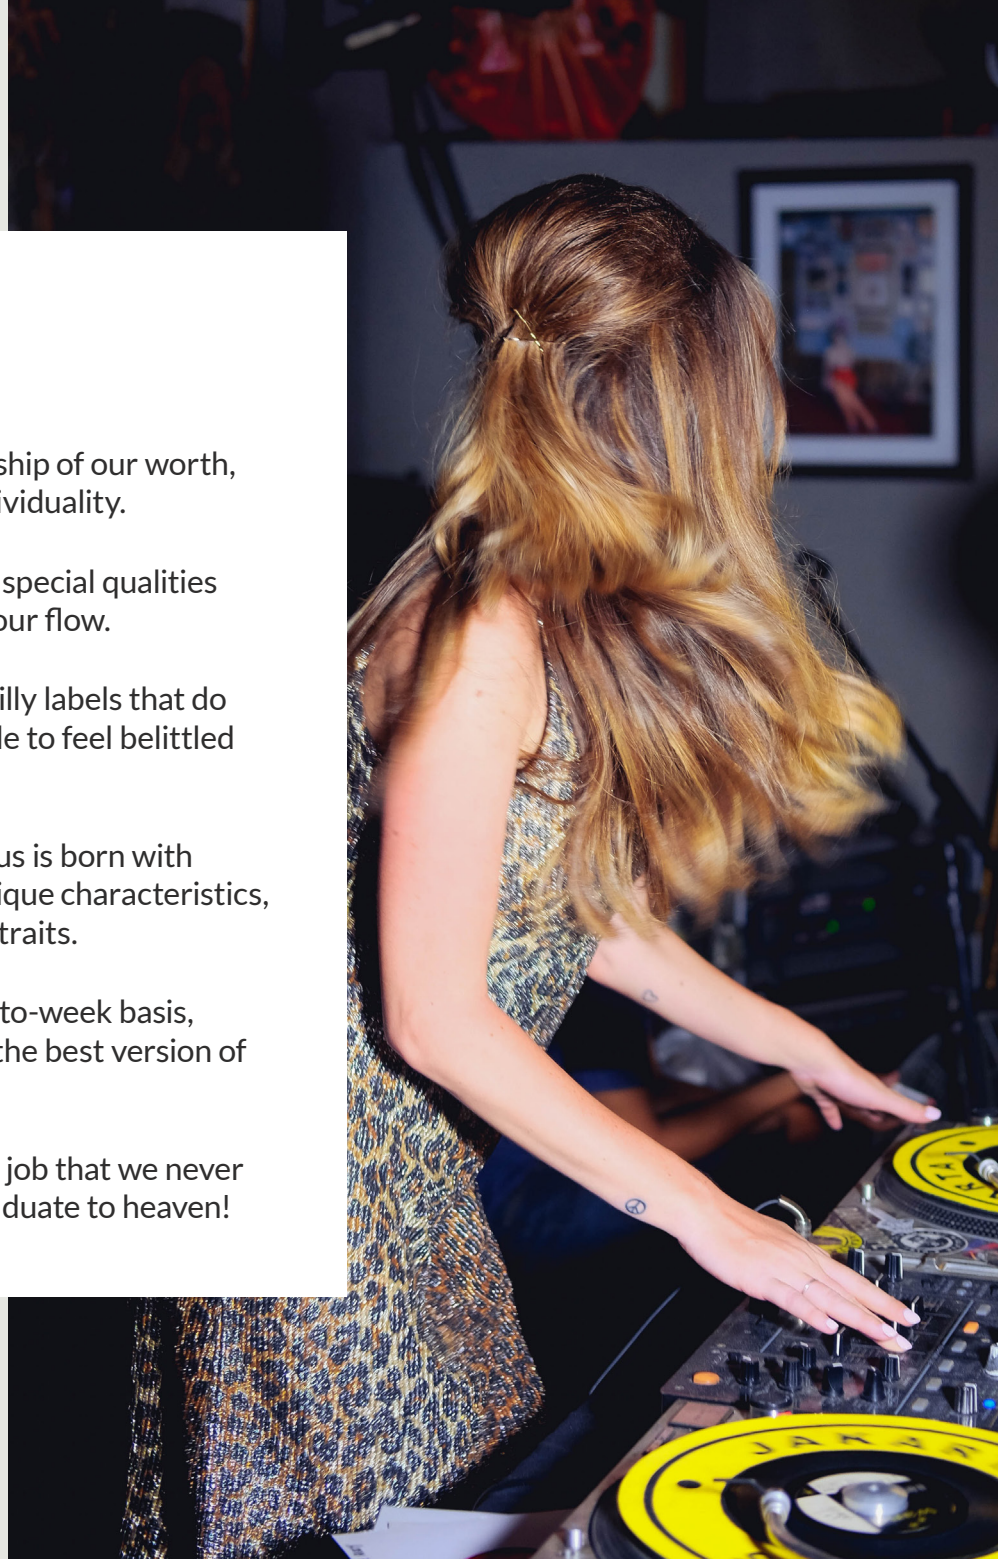 ship of our worth,
ividuality.
special qualities
our flow.
illy labels that do
le to feel belittled
us is born with
ique characteristics,
traits.
to-week basis,
the best version of
job that we never
duate to heaven!
JAKAR
RTA